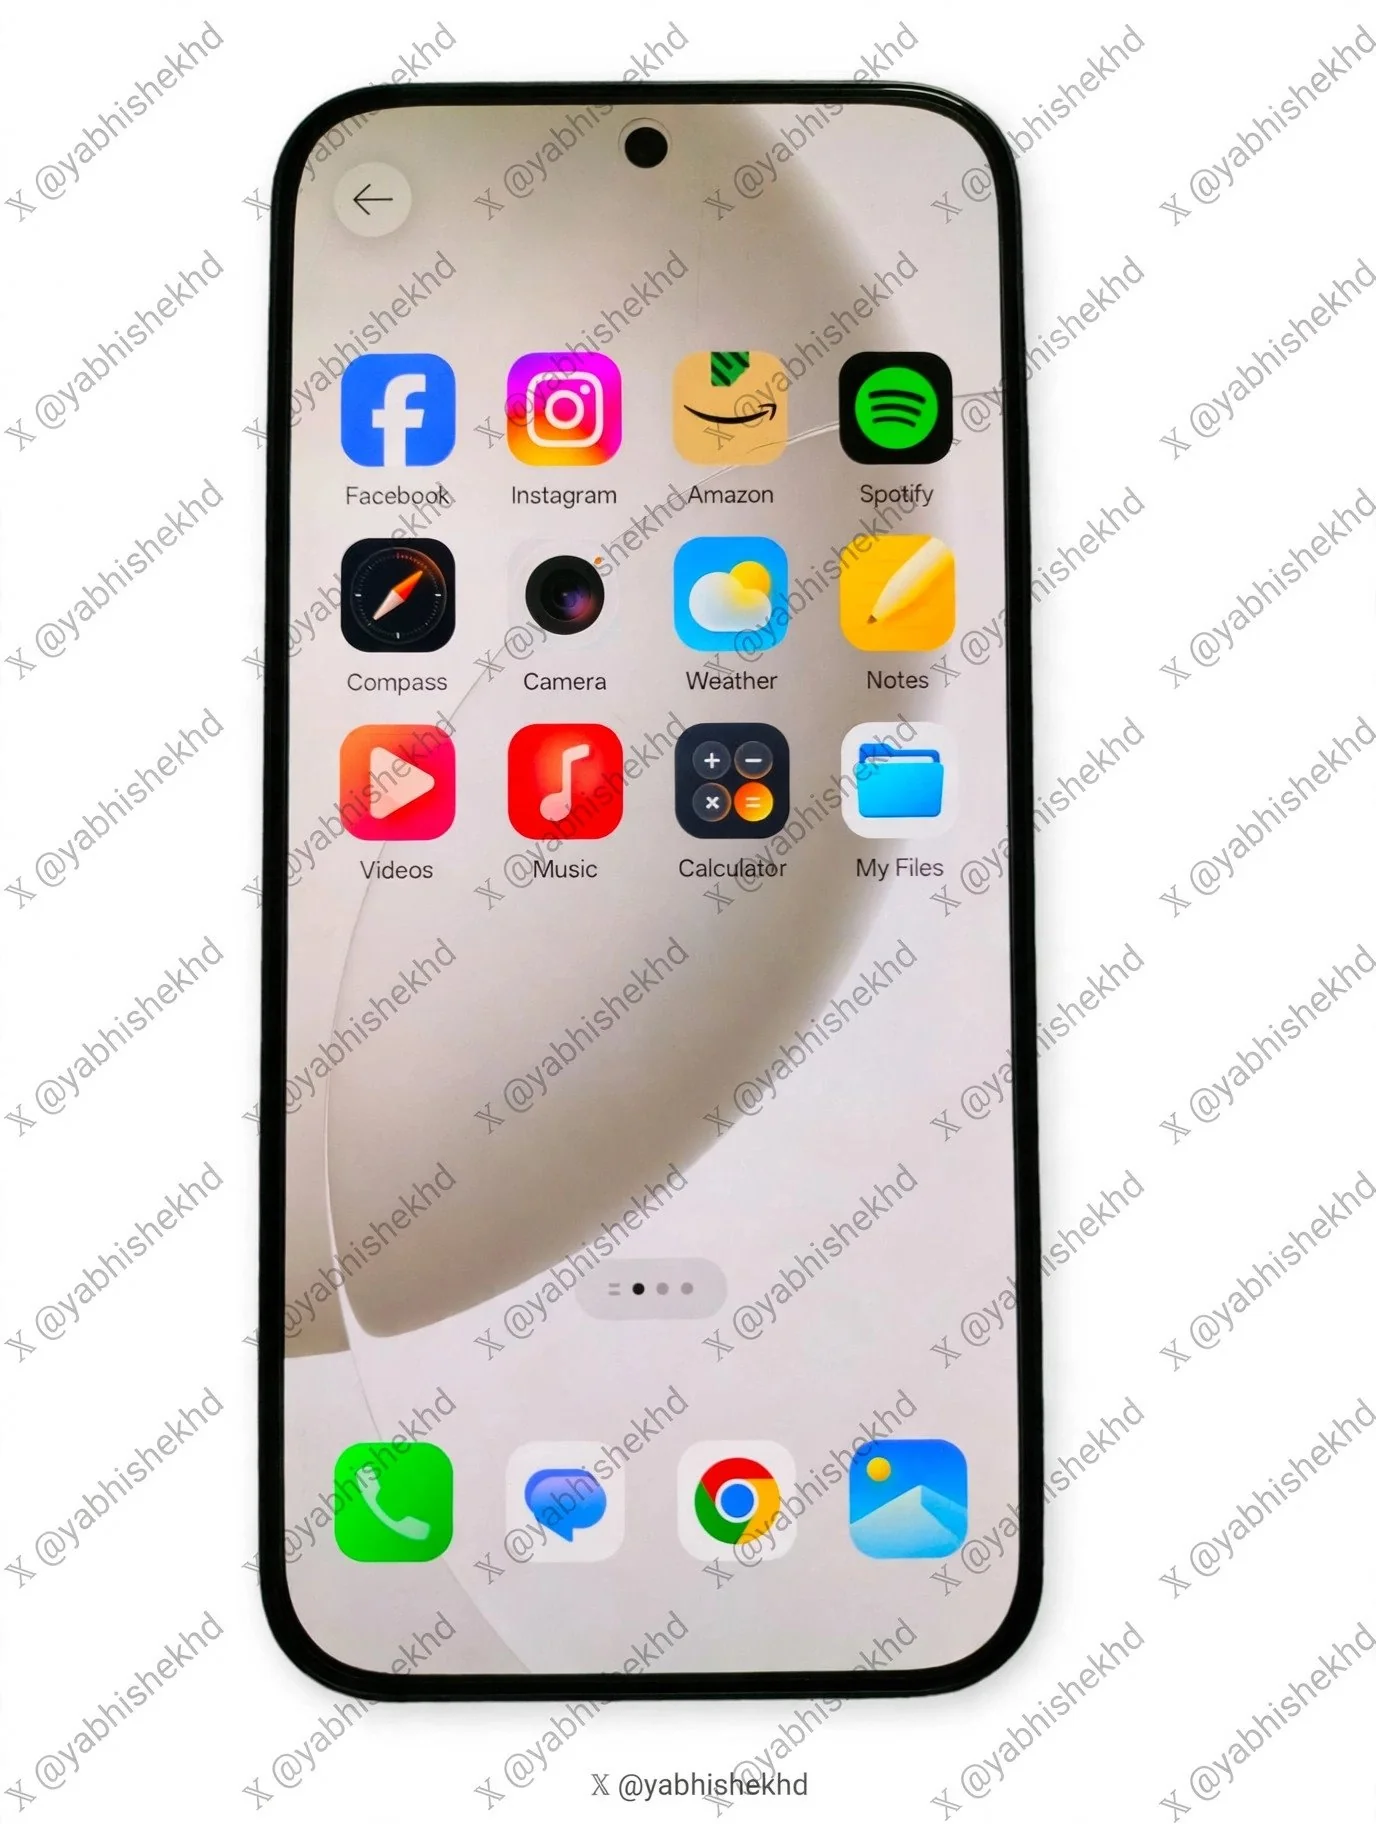 Facebook Instagram Amazon Spotify
Compass Camera Weather Notes
Videos Music Calculator My Files
𝕏 @yabhishekhd